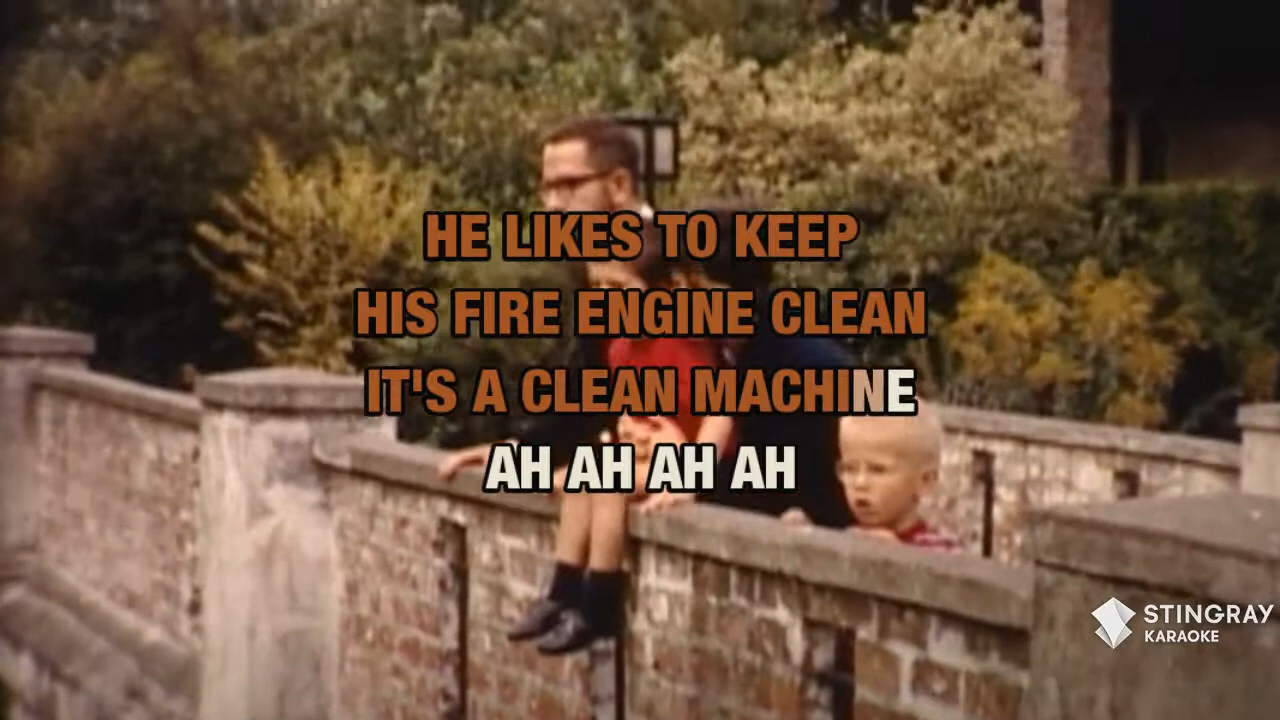 HE LIKES TO KEEP
HIS FIRE ENGINE CLEAN
IT'S A CLEAN MACHINE
AH AH AH AH
STINGRAY
KARAOKE